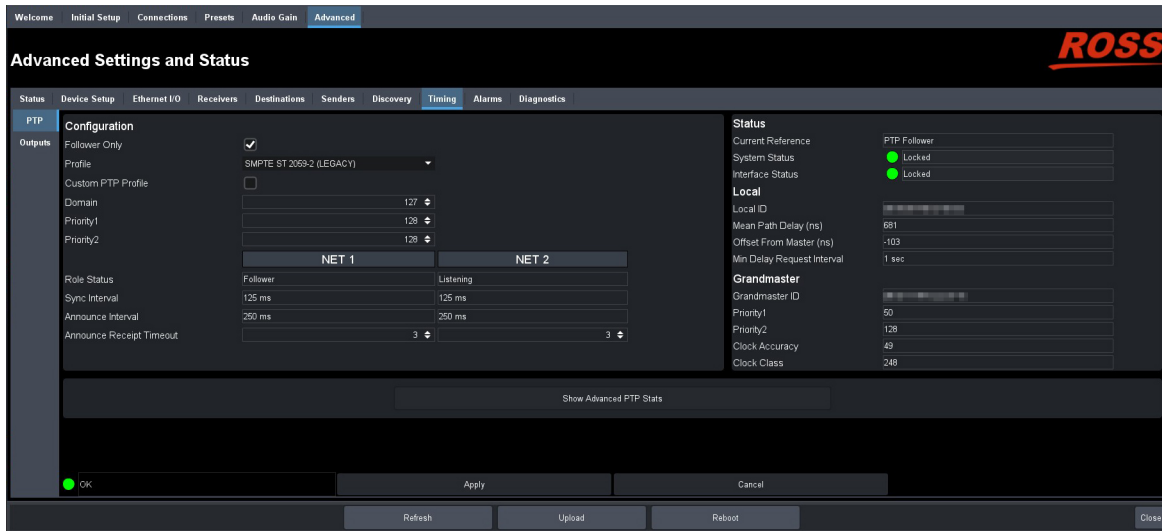 Welcome Initial Setup Connections Presets Audio Gain Advanced
ROSS
Advanced Settings and Status
Status Device Setup Ethernet I/O Receivers Destinations Senders Discovery Timing Alarms Diagnostics
PTP
Outputs
Configuration
Follower Only
Profile SMPTE ST 2059-2 (LEGACY)
Custom PTP Profile
Domain 127
Priority1 128
Priority2 128
NET 1 NET 2
Role Status Follower Listening
Sync Interval 125 ms 125 ms
Announce Interval 250 ms 250 ms
Announce Receipt Timeout 3 3
Status
Current Reference PTP Follower
System Status Locked
Interface Status Locked
Local
Local ID
Mean Path Delay (ns) 681
Offset From Master (ns) -103
Min Delay Request Interval 1 sec
Grandmaster
Grandmaster ID
Priority1 50
Priority2 128
Clock Accuracy 49
Clock Class 248
Show Advanced PTP Stats
OK Apply Cancel
Refresh Upload Reboot Close